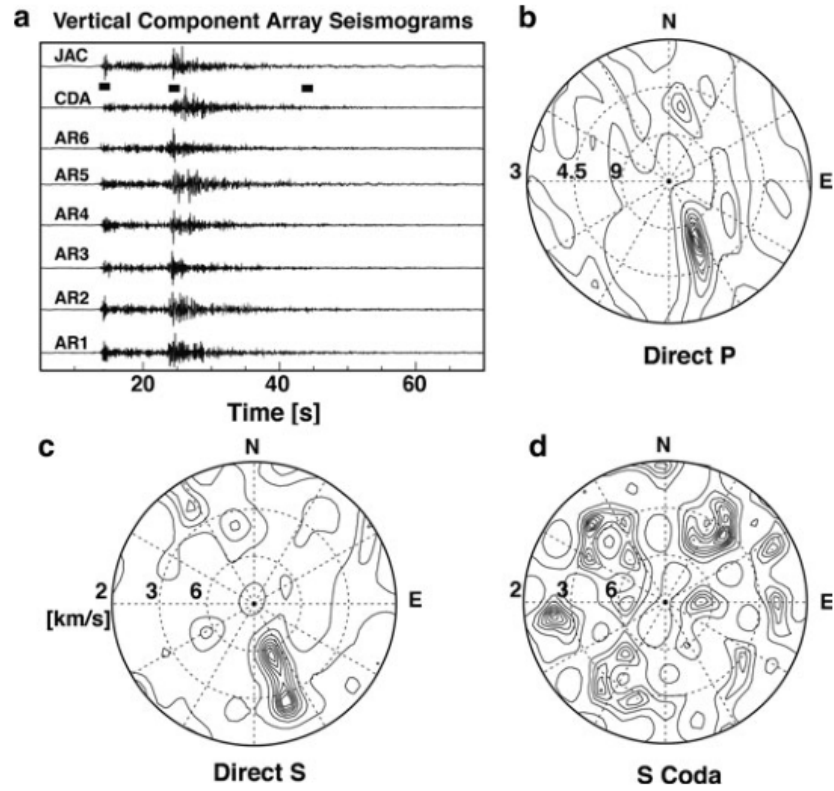 a Vertical Component Array Seismograms
JAC
CDA
AR6
AR5
AR4
AR3
AR2
AR1
20 40 60
Time [s]
b
N
3 4.5 9 E
Direct P
c
N
2 3 6 E
[km/s]
Direct S
d
N
2 3 6 E
S Coda